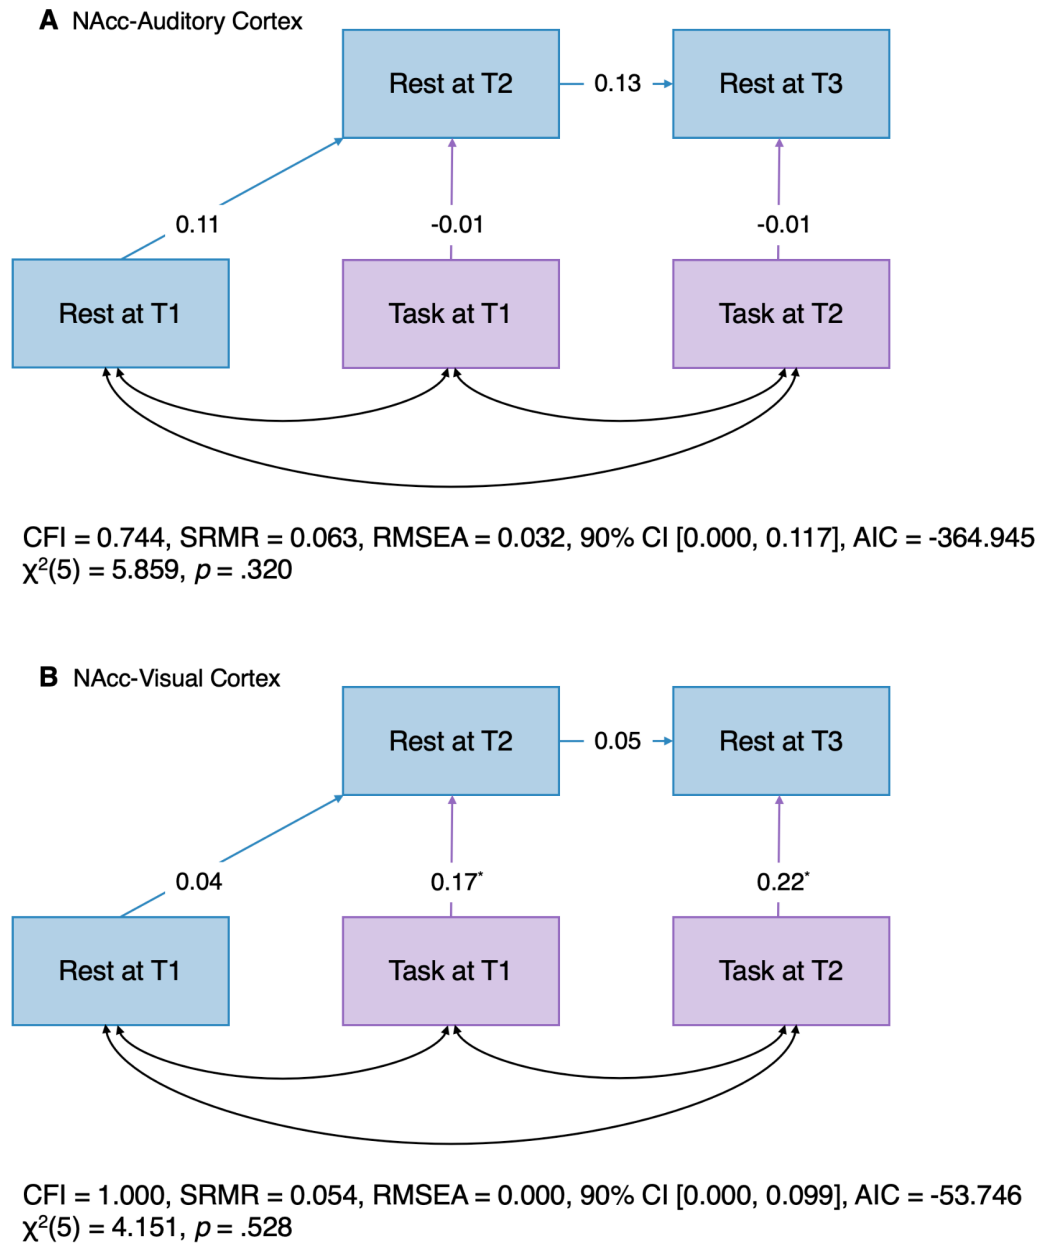 A NAcc-Auditory Cortex
Rest at T2
0.13
Rest at T3
0.11
-0.01
-0.01
Rest at T1
Task at T1
Task at T2
CFI = 0.744, SRMR = 0.063, RMSEA = 0.032, 90% CI [0.000, 0.117], AIC = -364.945
χ²(5) = 5.859, p = .320
B NAcc-Visual Cortex
Rest at T2
0.05
Rest at T3
0.04
0.17*
0.22*
Rest at T1
Task at T1
Task at T2
CFI = 1.000, SRMR = 0.054, RMSEA = 0.000, 90% CI [0.000, 0.099], AIC = -53.746
χ²(5) = 4.151, p = .528